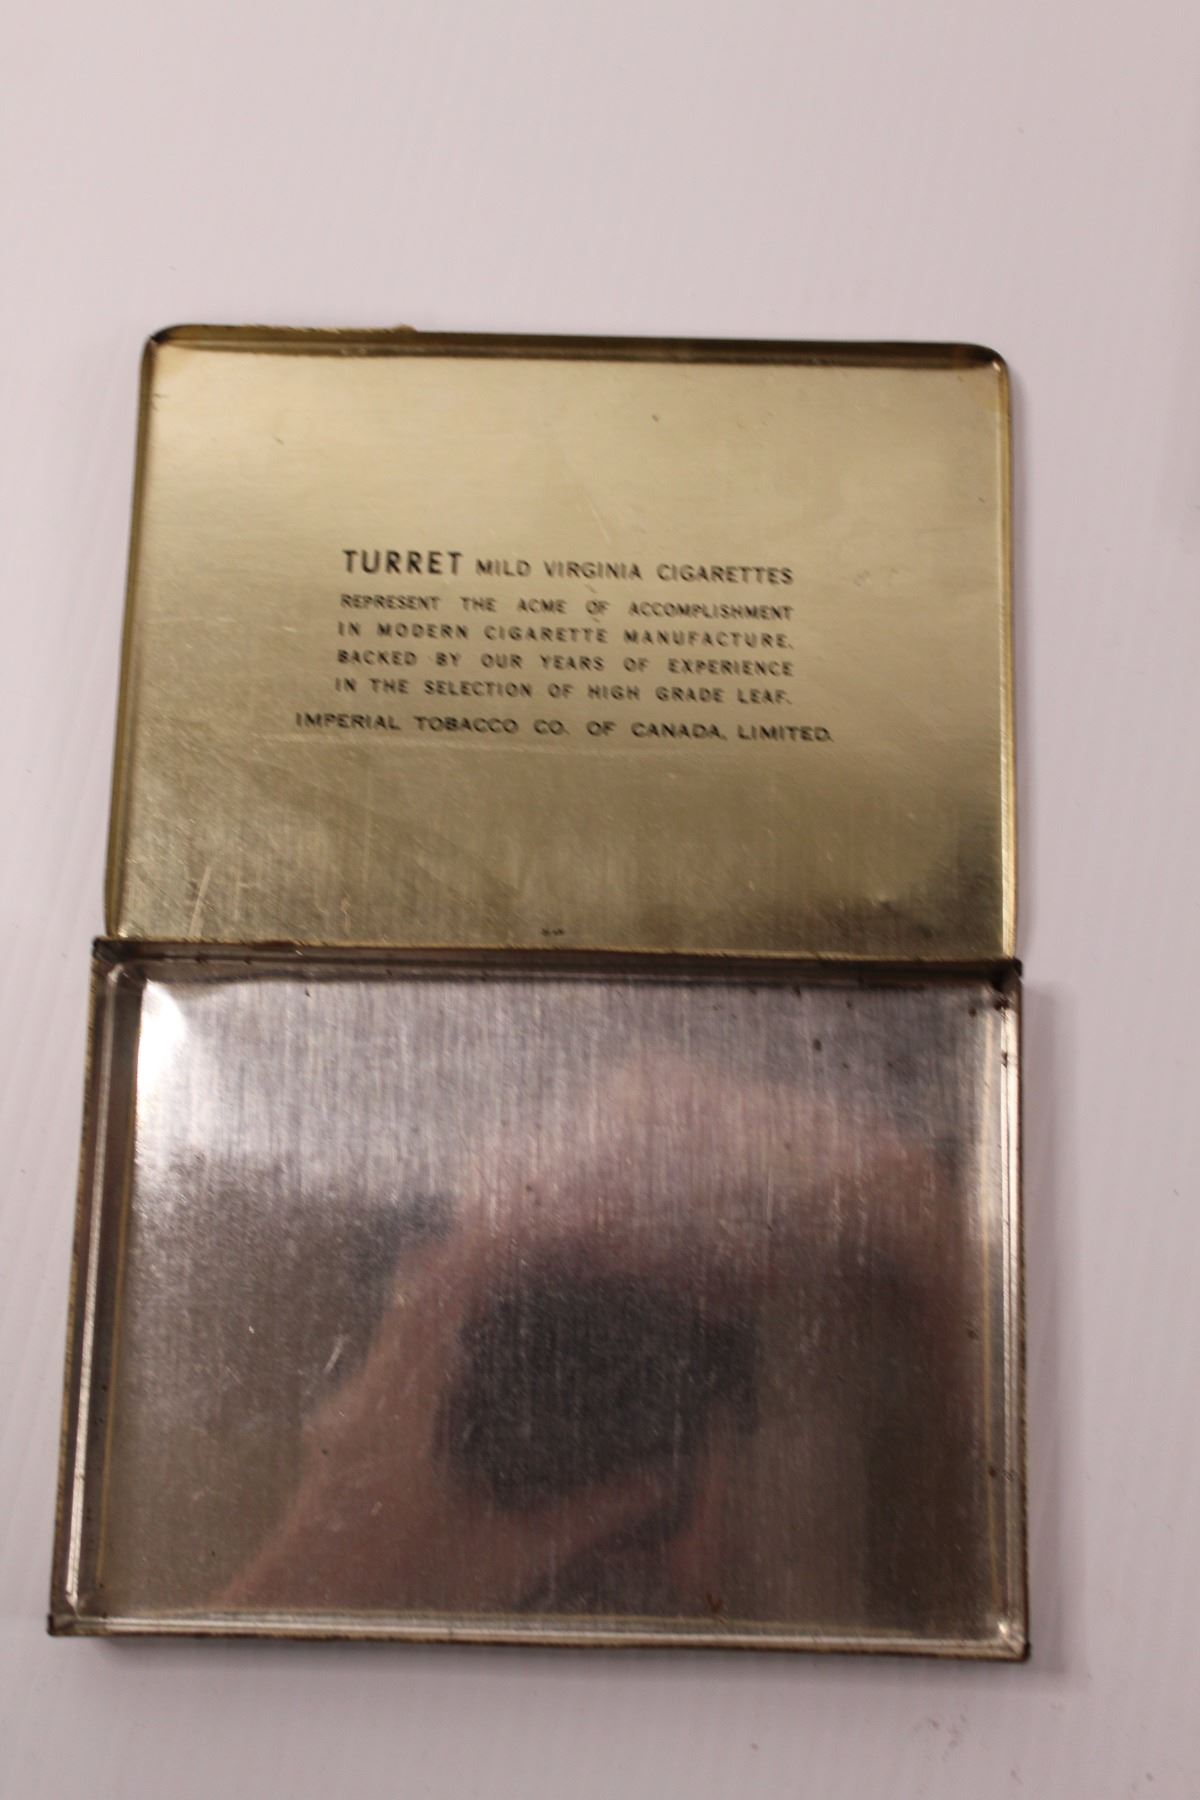 TURRET MILD VIRGINIA CIGARETTES
REPRESENT THE ACME OF ACCOMPLISHMENT
IN MODERN CIGARETTE MANUFACTURE,
BACKED BY OUR YEARS OF EXPERIENCE
IN THE SELECTION OF HIGH GRADE LEAF.
IMPERIAL TOBACCO CO. OF CANADA, LIMITED.